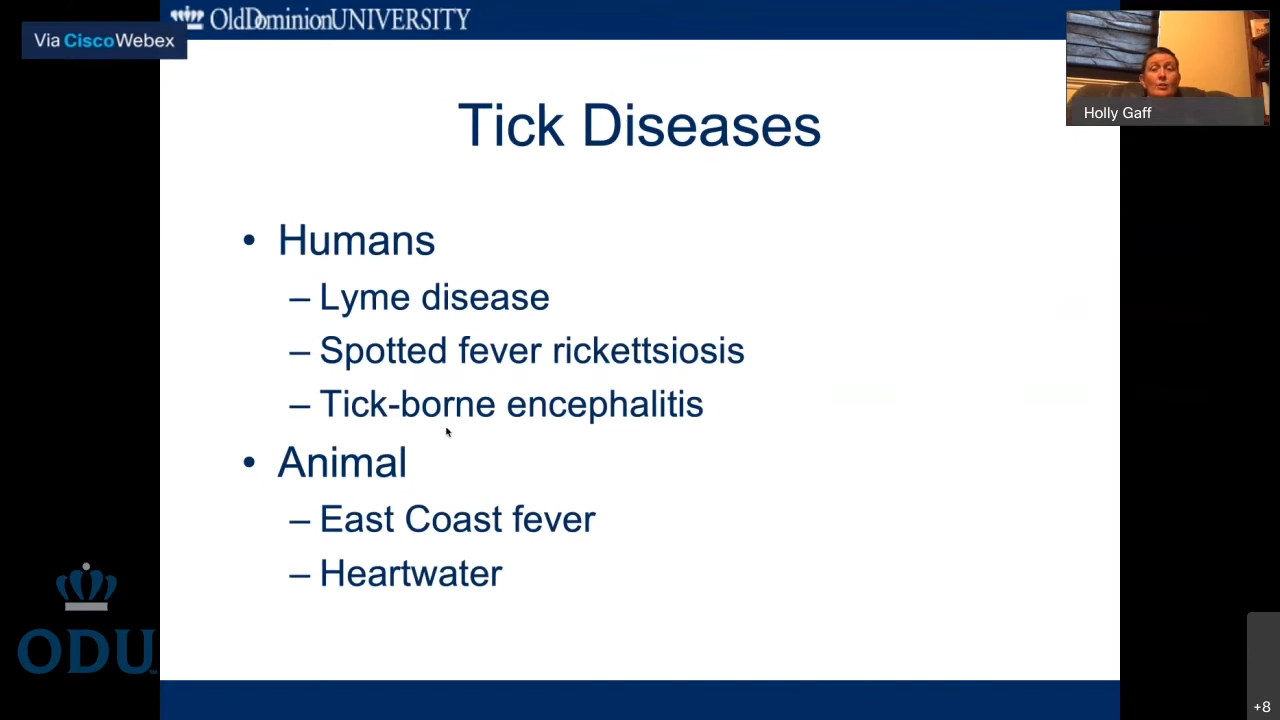 OldDominionUNIVERSITY
Via CiscoWebex
Holly Gaff
Tick Diseases
• Humans
– Lyme disease
– Spotted fever rickettsiosis
– Tick-borne encephalitis
• Animal
– East Coast fever
– Heartwater
ODU
+8